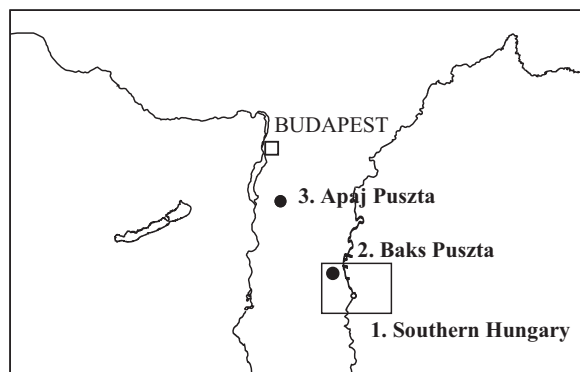 BUDAPEST
3. Apaj Puszta
2. Baks Puszta
1. Southern Hungary